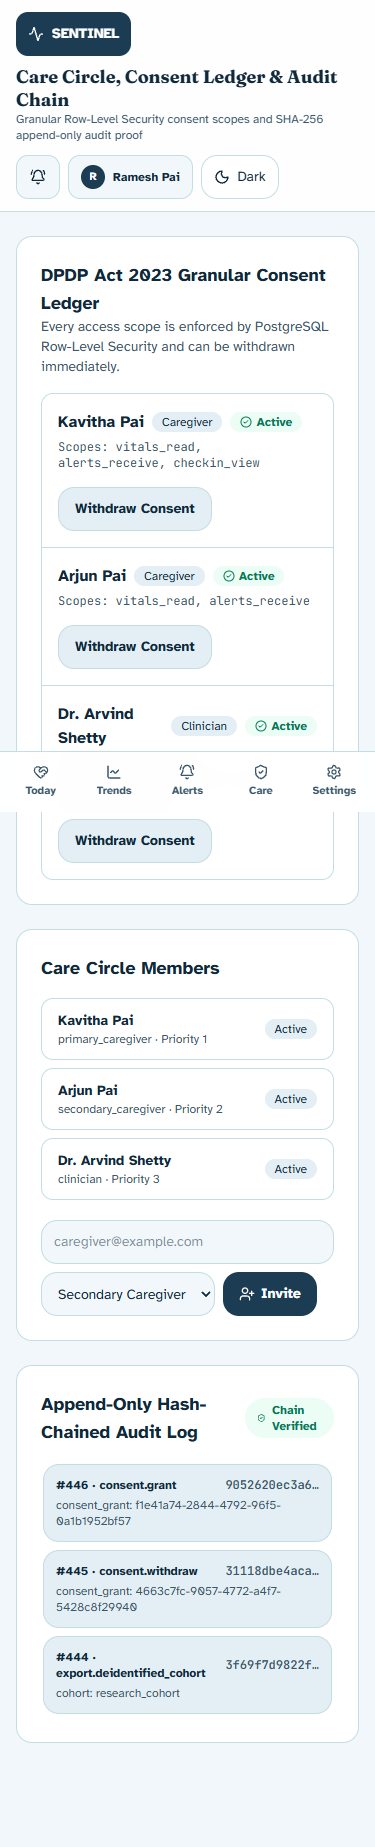 SENTINEL
Care Circle, Consent Ledger & Audit
Chain
Granular Row-Level Security consent scopes and SHA-256
append-only audit proof
R
Ramesh Pai
Dark
DPDP Act 2023 Granular Consent
Ledger
Every access scope is enforced by PostgreSQL
Row-Level Security and can be withdrawn
immediately.
Kavitha Pai Caregiver Active
Scopes: vitals_read,
alerts_receive, checkin_view
Withdraw Consent
Arjun Pai Caregiver Active
Scopes: vitals_read, alerts_receive
Withdraw Consent
Dr. Arvind
Shetty
Clinician Active
Today Trends Alerts Care Settings
Withdraw Consent
Care Circle Members
Kavitha Pai
primary_caregiver · Priority 1
Active
Arjun Pai
secondary_caregiver · Priority 2
Active
Dr. Arvind Shetty
clinician · Priority 3
Active
caregiver@example.com
Secondary Caregiver
Invite
Append-Only Hash-
Chained Audit Log
Chain
Verified
#446 · consent.grant 9052620ec3a6…
consent_grant: f1e41a74-2844-4792-96f5-
0a1b1952bf57
#445 · consent.withdraw 31118dbe4aca…
consent_grant: 4663c7fc-9057-4772-a4f7-
5428c8f29940
#444 ·
export.deidentified_cohort
3f69f7d9822f…
cohort: research_cohort